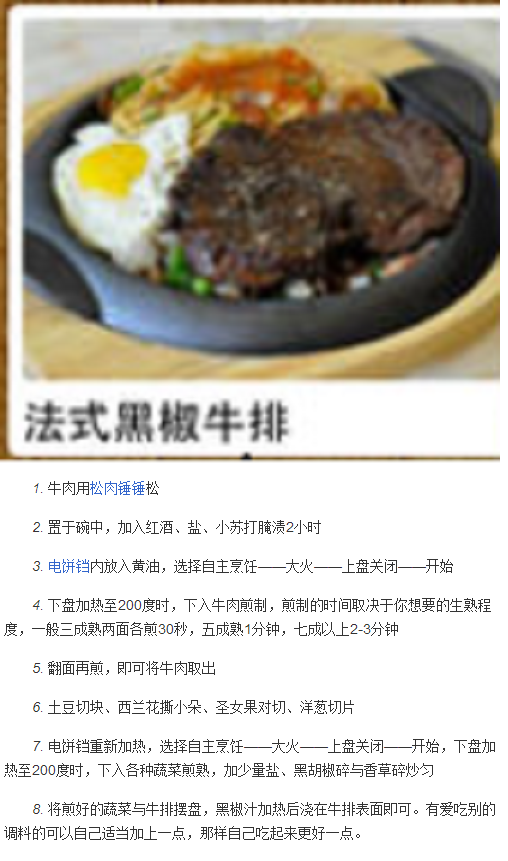 法式黑椒牛排
1. 牛肉用松肉锤锤松
2. 置于碗中，加入红酒、盐、小苏打腌渍2小时
3. 电饼铛内放入黄油，选择自主烹饪——大火——上盘关闭——开始
4. 下盘加热至200度时，下入牛肉煎制，煎制的时间取决于你想要的生熟程
度，一般三成熟两面各煎30秒，五成熟1分钟，七成以上2-3分钟
5. 翻面再煎，即可将牛肉取出
6. 土豆切块、西兰花撕小朵、圣女果对切、洋葱切片
7. 电饼铛重新加热，选择自主烹饪——大火——上盘关闭——开始，下盘加
热至200度时，下入各种蔬菜煎熟，加少量盐、黑胡椒碎与香草碎炒匀
8. 将煎好的蔬菜与牛排摆盘，黑椒汁加热后浇在牛排表面即可。有爱吃别的
调料的可以自己适当加上一点，那样自己吃起来更好一点。